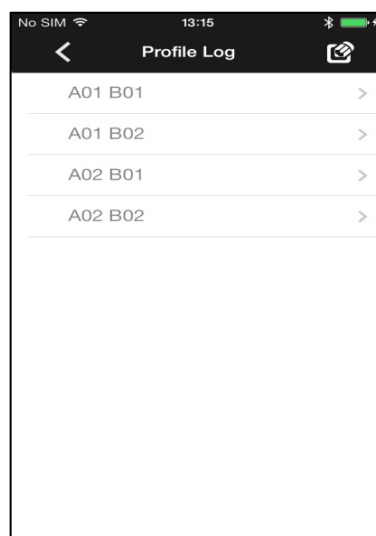 No SIM 13:15
Profile Log
A01 B01
A01 B02
A02 B01
A02 B02